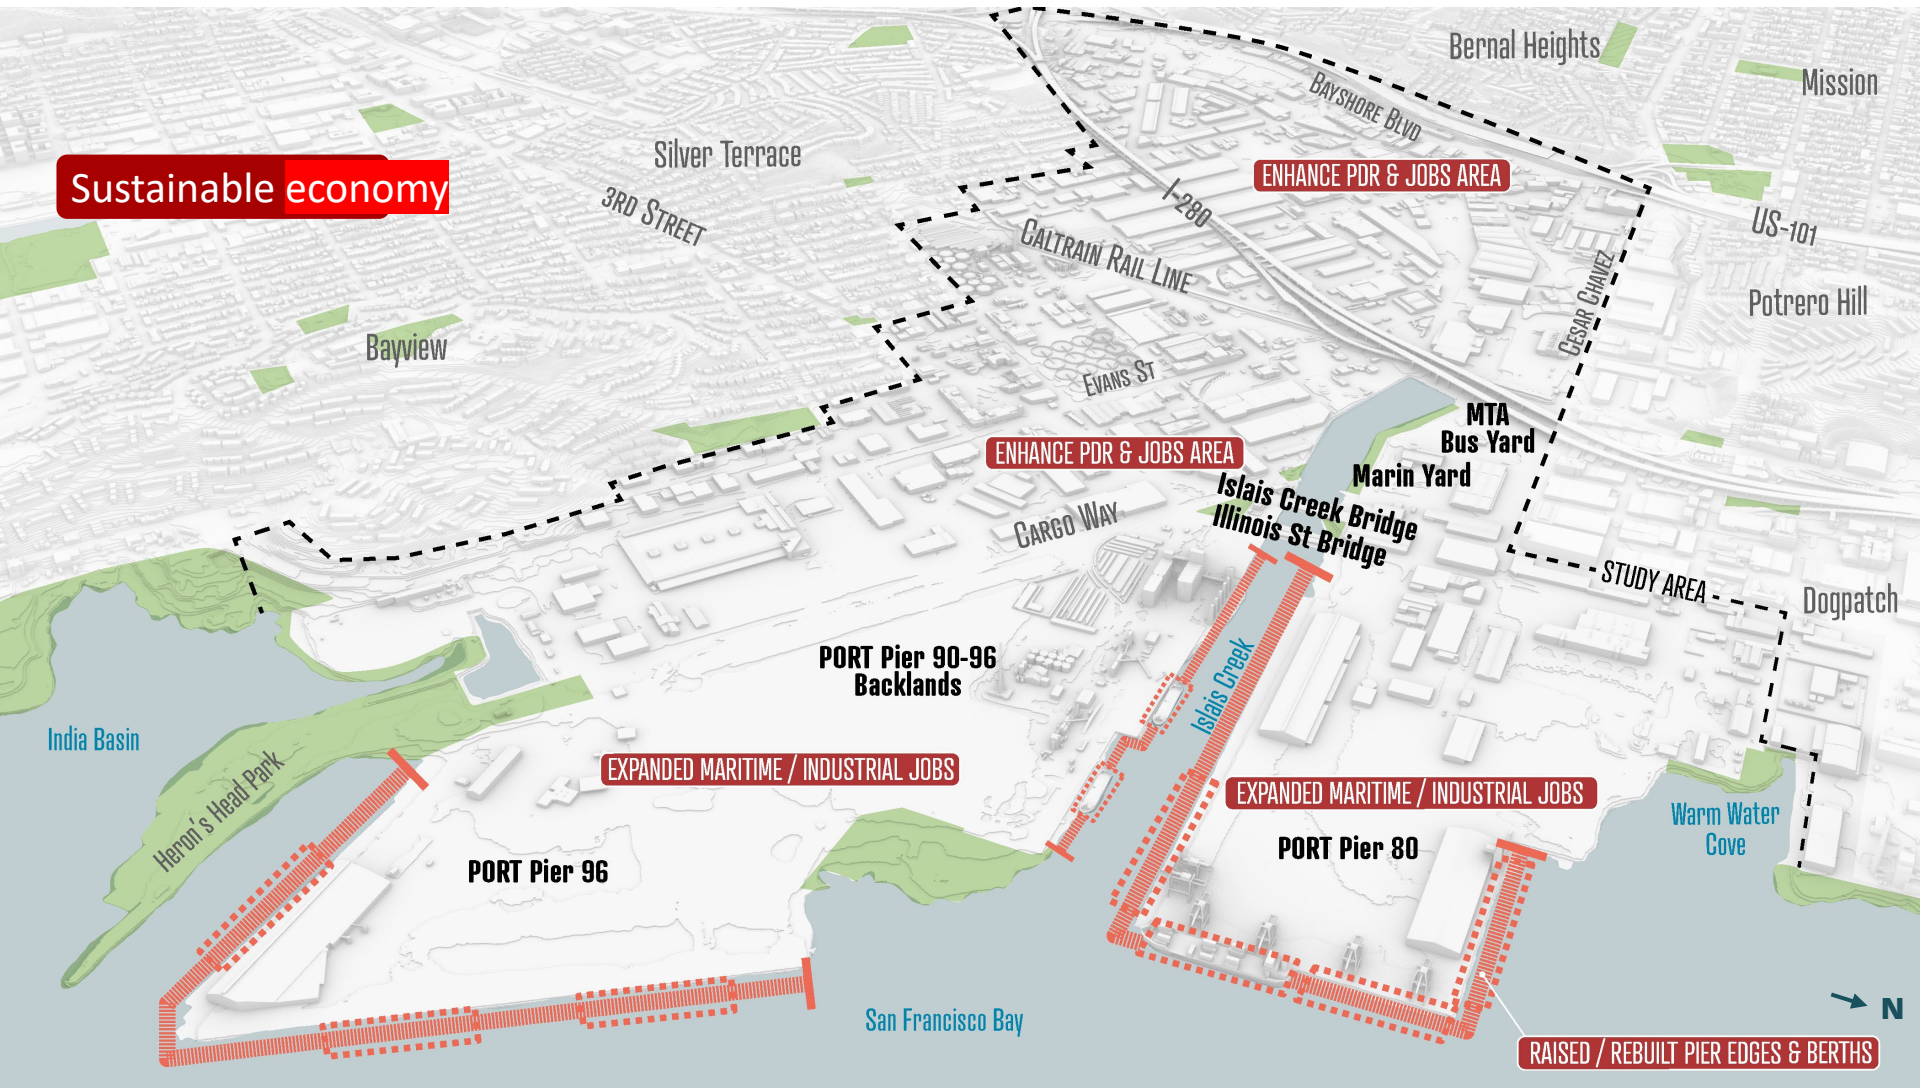 Bernal Heights
Mission
BAYSHORE BLVD
Silver Terrace
ENHANCE PDR & JOBS AREA
Sustainable economy
3RD STREET
I-280
US-101
CALTRAIN RAIL LINE
CESAR CHAVEZ
Potrero Hill
Bayview
EVANS ST
MTA
Bus Yard
ENHANCE PDR & JOBS AREA
Marin Yard
Islais Creek Bridge
Illinois St Bridge
CARGO WAY
STUDY AREA
Dogpatch
PORT Pier 90-96
Backlands
Islais Creek
India Basin
EXPANDED MARITIME / INDUSTRIAL JOBS
EXPANDED MARITIME / INDUSTRIAL JOBS
Heron's Head Park
Warm Water
Cove
PORT Pier 80
PORT Pier 96
San Francisco Bay
N
RAISED / REBUILT PIER EDGES & BERTHS